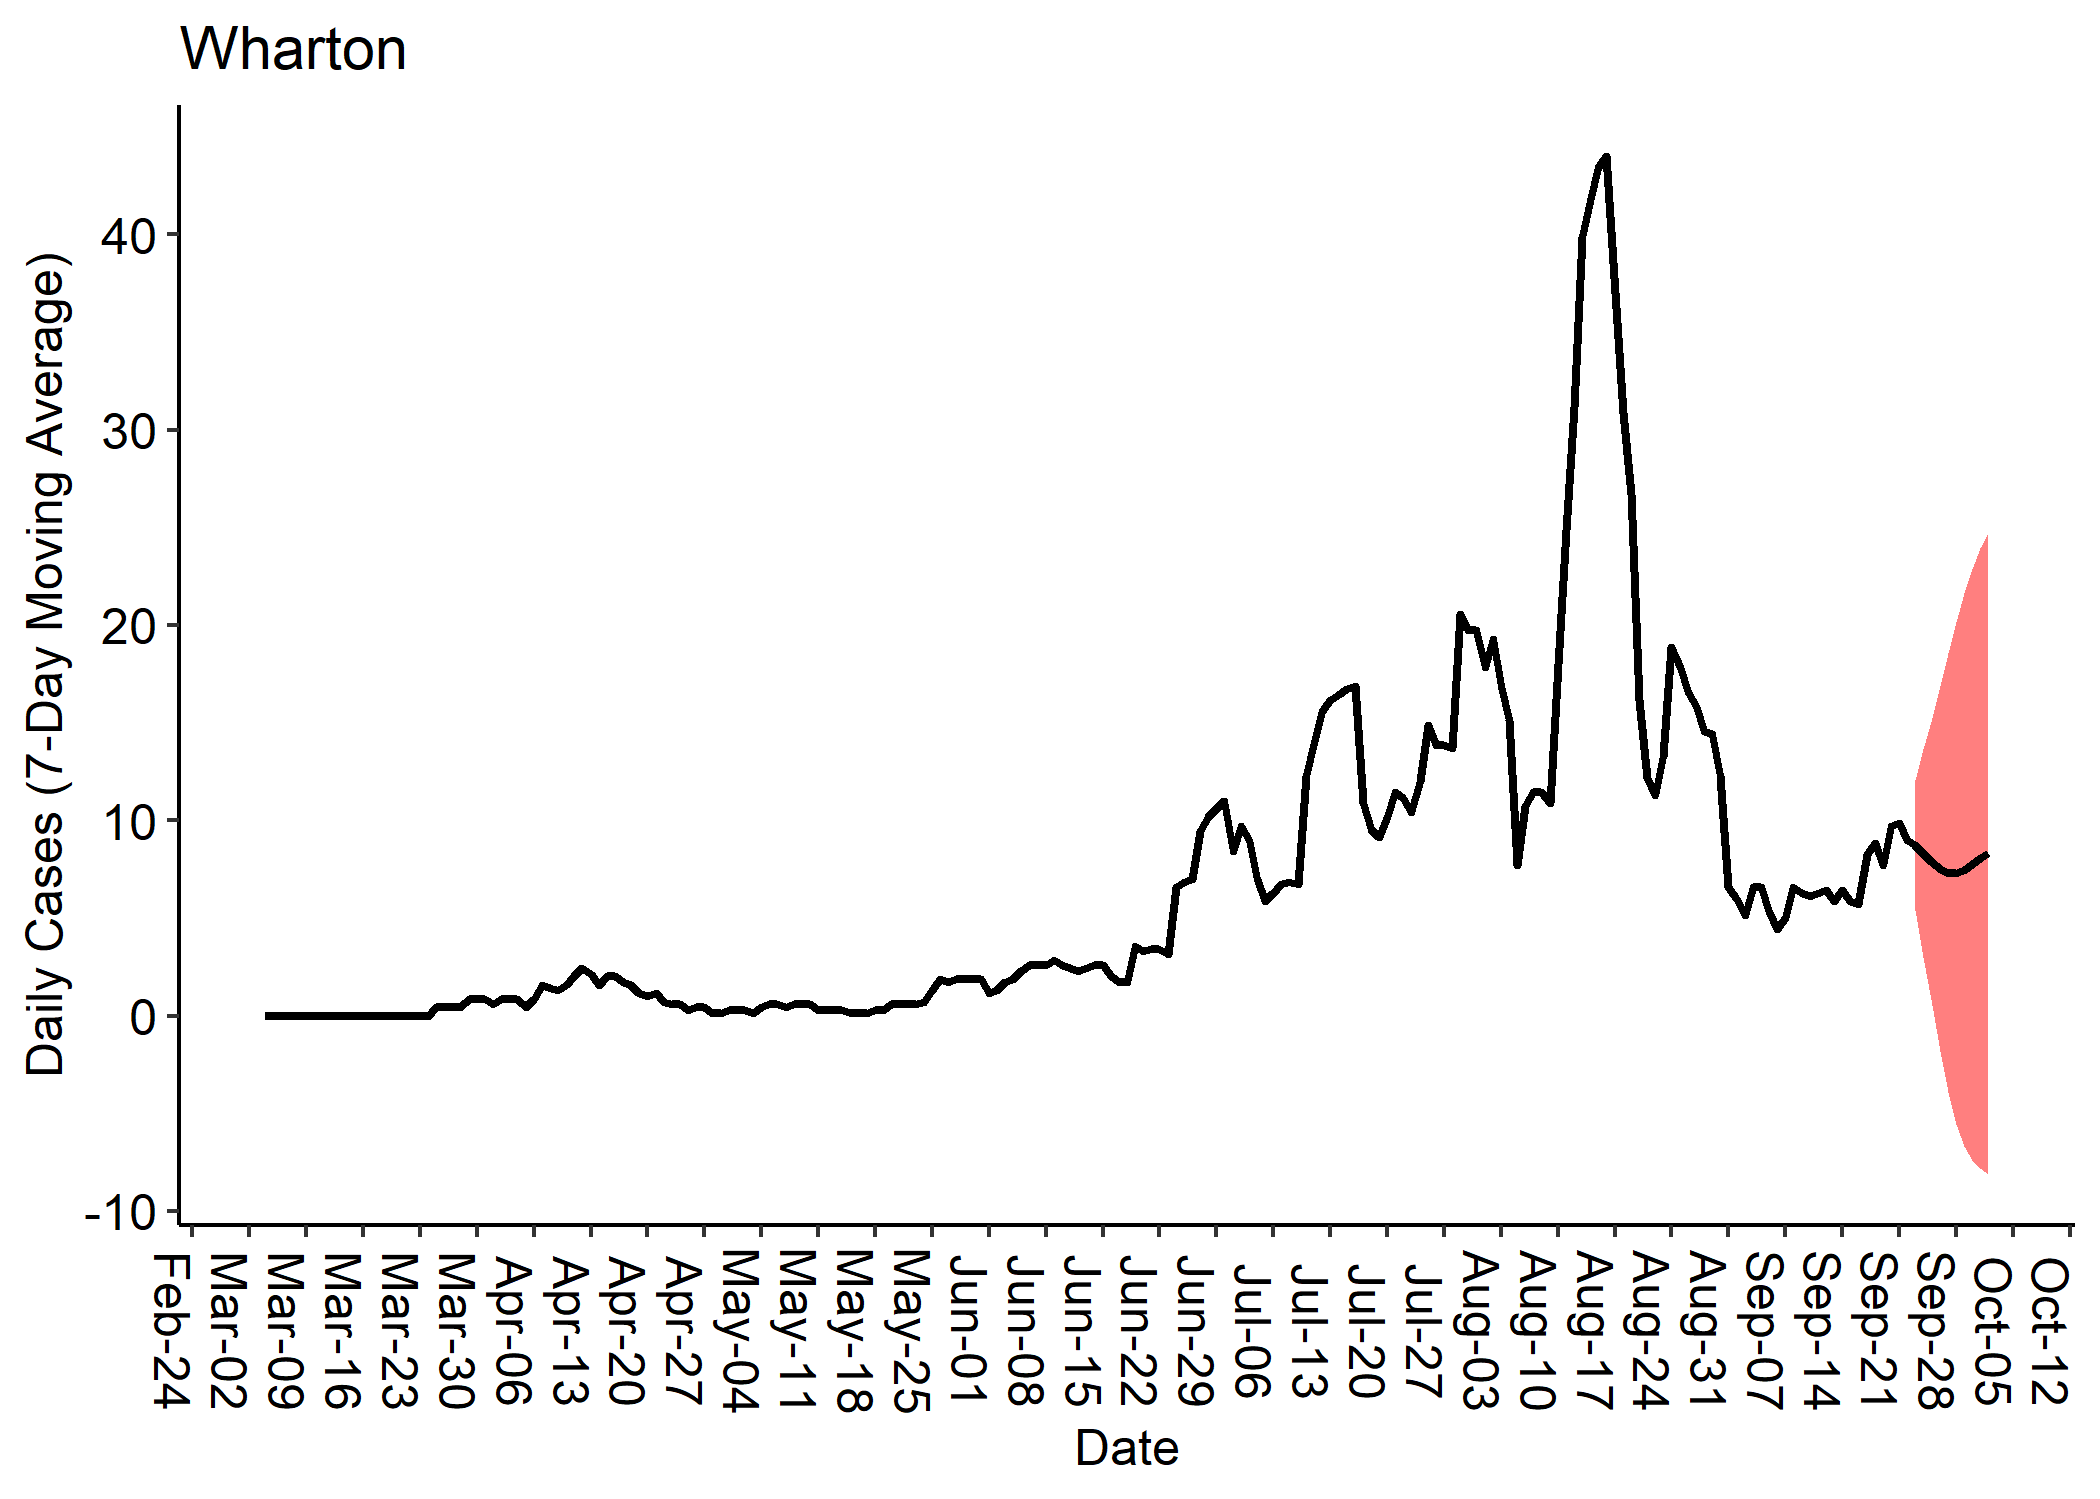 Wharton
Daily Cases (7-Day Moving Average)
40
30
20
10
0
-10
Feb-24
Mar-02
Mar-09
Mar-16
Mar-23
Mar-30
Apr-06
Apr-13
Apr-20
Apr-27
May-04
May-11
May-18
May-25
Jun-01
Jun-08
Jun-15
Jun-22
Jun-29
Jul-06
Jul-13
Jul-20
Jul-27
Aug-03
Aug-10
Aug-17
Aug-24
Aug-31
Sep-07
Sep-14
Sep-21
Sep-28
Oct-05
Oct-12
Date